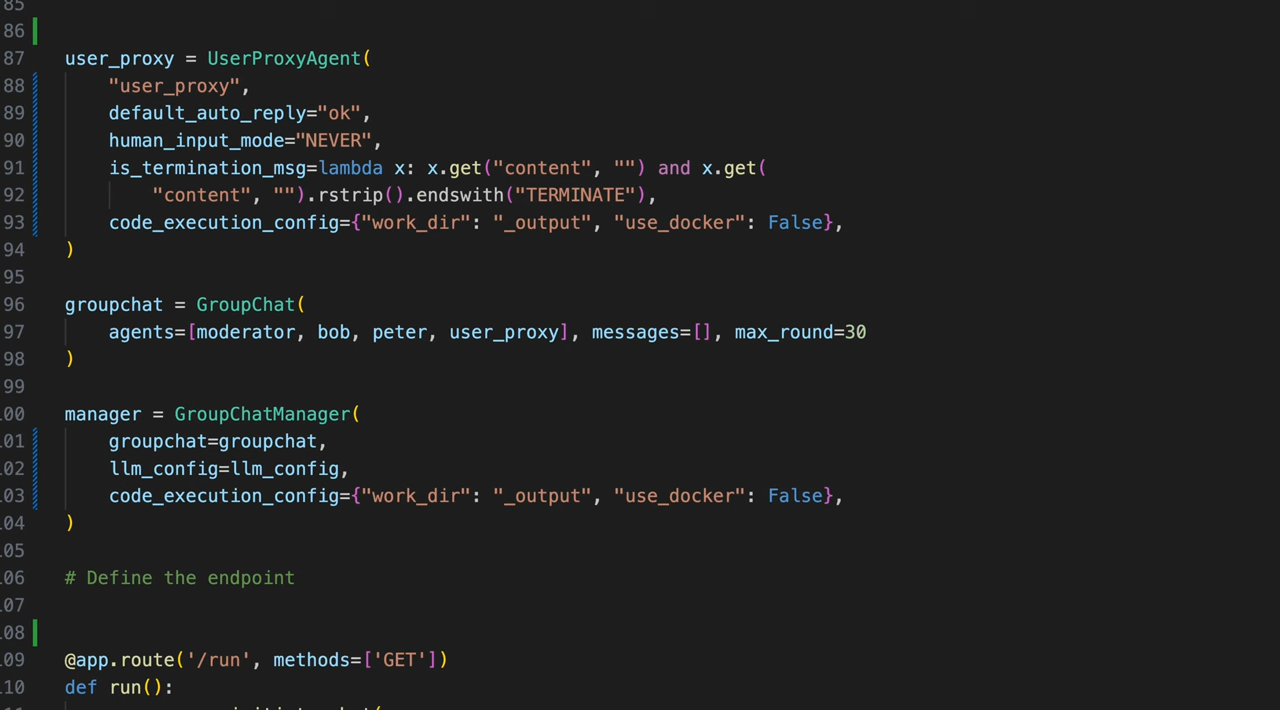 85
86
87 user_proxy = UserProxyAgent(
88     "user_proxy",
89     default_auto_reply="ok",
90     human_input_mode="NEVER",
91     is_termination_msg=lambda x: x.get("content", "") and x.get(
92         "content", "").rstrip().endswith("TERMINATE"),
93     code_execution_config={"work_dir": "_output", "use_docker": False},
94 )
95
96 groupchat = GroupChat(
97     agents=[moderator, bob, peter, user_proxy], messages=[], max_round=30
98 )
99
00 manager = GroupChatManager(
01     groupchat=groupchat,
02     llm_config=llm_config,
03     code_execution_config={"work_dir": "_output", "use_docker": False},
04 )
05
06 # Define the endpoint
07
08
09 @app.route('/run', methods=['GET'])
10 def run():